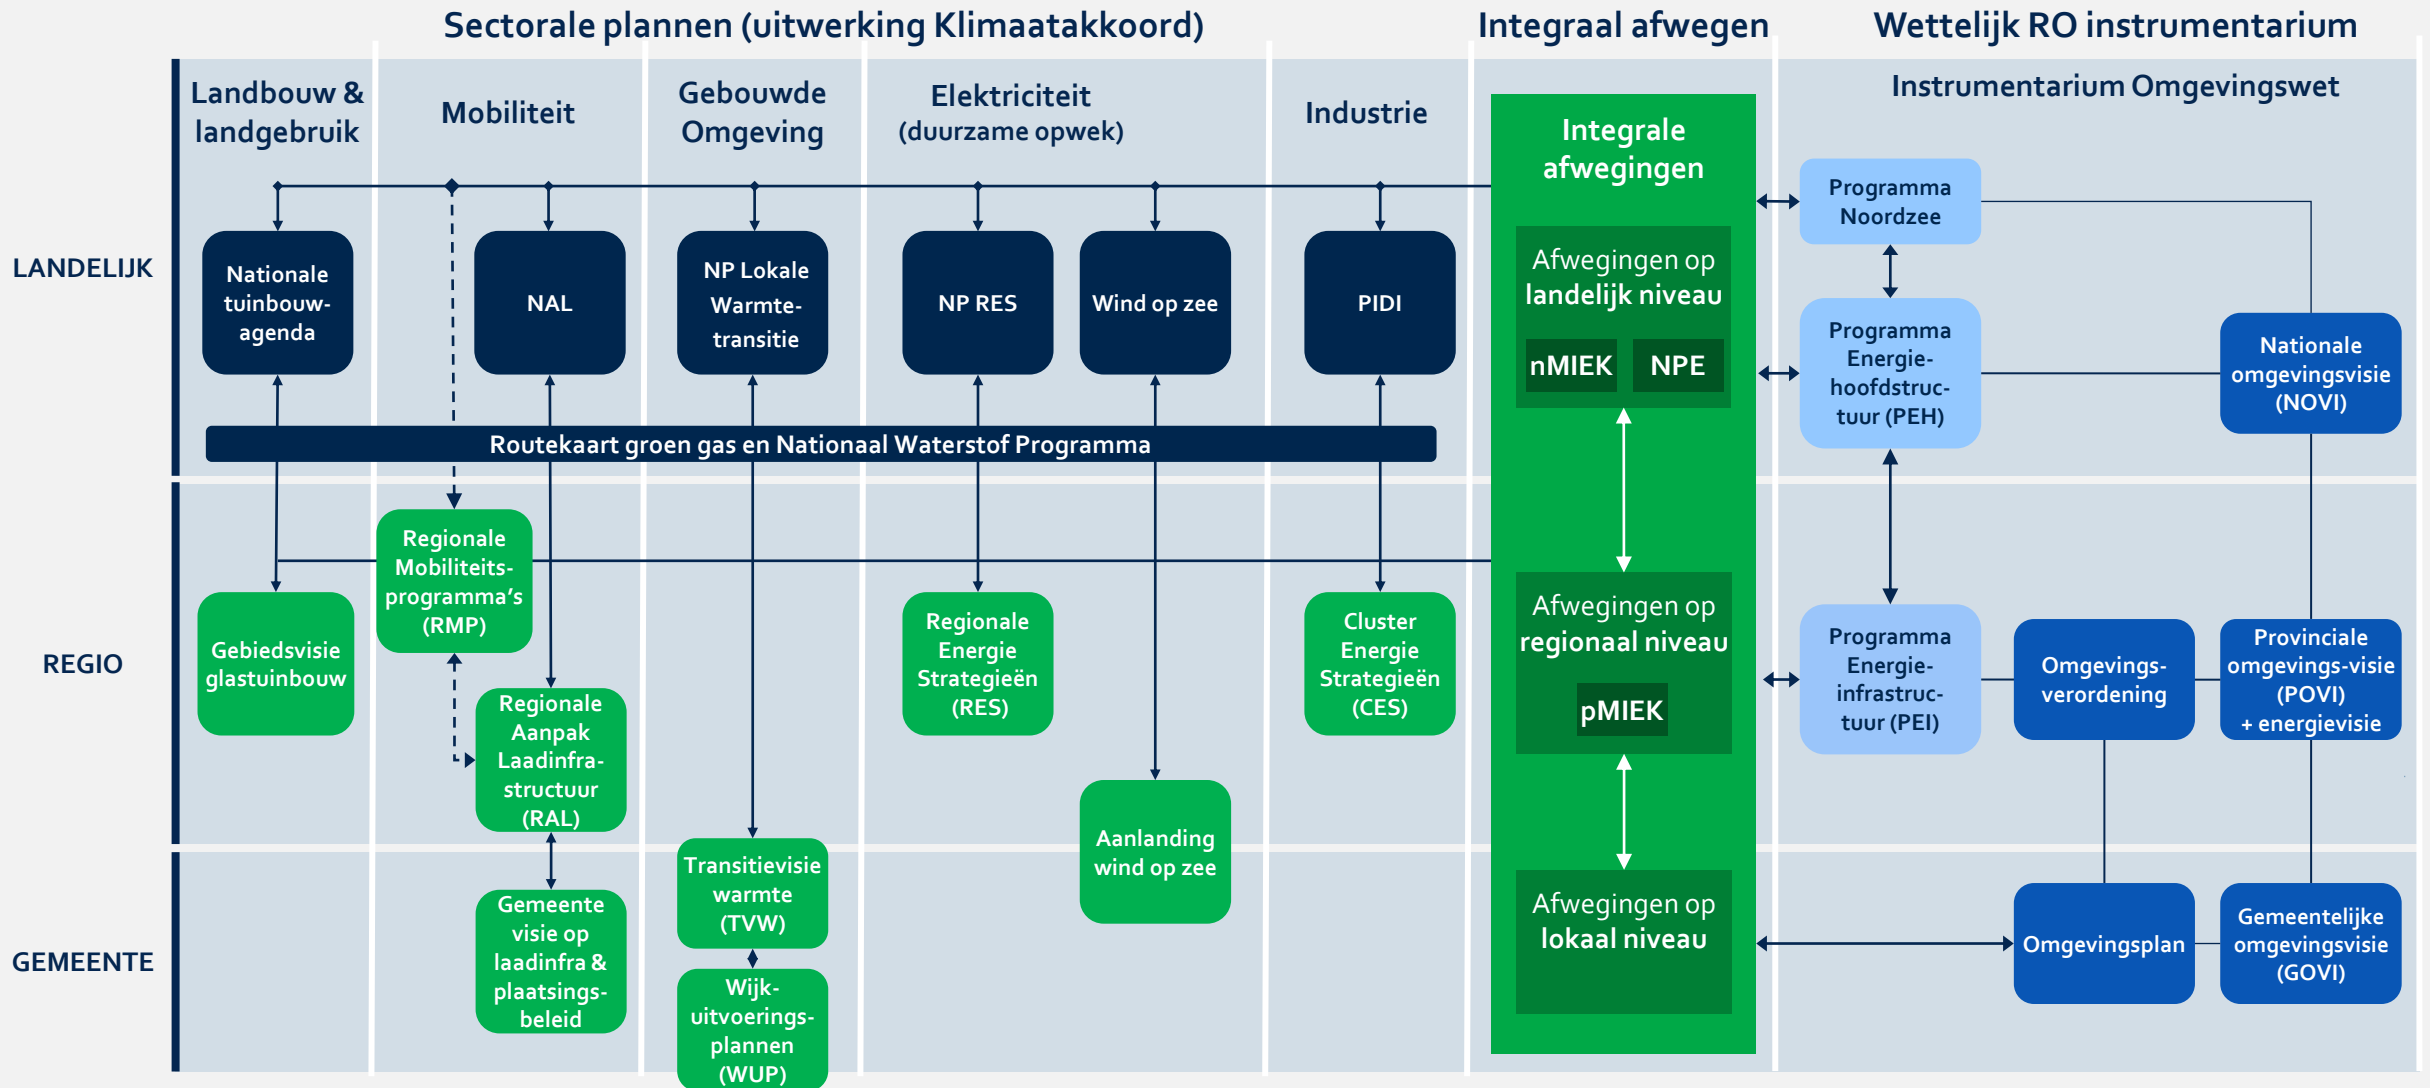 Sectorale plannen (uitwerking Klimaatakkoord)
Integraal afwegen
Wettelijk RO instrumentarium
Landbouw &
landgebruik
Mobiliteit
Gebouwde
Omgeving
Elektriciteit
(duurzame opwek)
Industrie
Integrale
afwegingen
Instrumentarium Omgevingswet
LANDELIJK
Nationale
tuinbouw-
agenda
NAL
NP Lokale
Warmte-
transitie
NP RES
Wind op zee
PIDI
Afwegingen op
landelijk niveau
nMIEK
NPE
Programma
Noordzee
Programma
Energie-
hoofdstruc-
tuur (PEH)
Nationale
omgevingsvisie
(NOVI)
Routekaart groen gas en Nationaal Waterstof Programma
REGIO
Gebiedsvisie
glastuinbouw
Regionale
Mobiliteits-
programma's
(RMP)
Regionale
Aanpak
Laadinfra-
structuur
(RAL)
Regionale
Energie
Strategieën
(RES)
Cluster
Energie
Strategieën
(CES)
Afwegingen op
regionaal niveau
pMIEK
Programma
Energie-
infrastruc-
tuur (PEI)
Omgevings-
verordening
Provinciale
omgevings-visie
(POVI)
+ energievisie
Aanlanding
wind op zee
GEMEENTE
Gemeente
visie op
laadinfra &
plaatsings-
beleid
Transitievisie
warmte
(TVW)
Wijk-
uitvoerings-
plannen
(WUP)
Afwegingen op
lokaal niveau
Omgevingsplan
Gemeentelijke
omgevingsvisie
(GOVI)